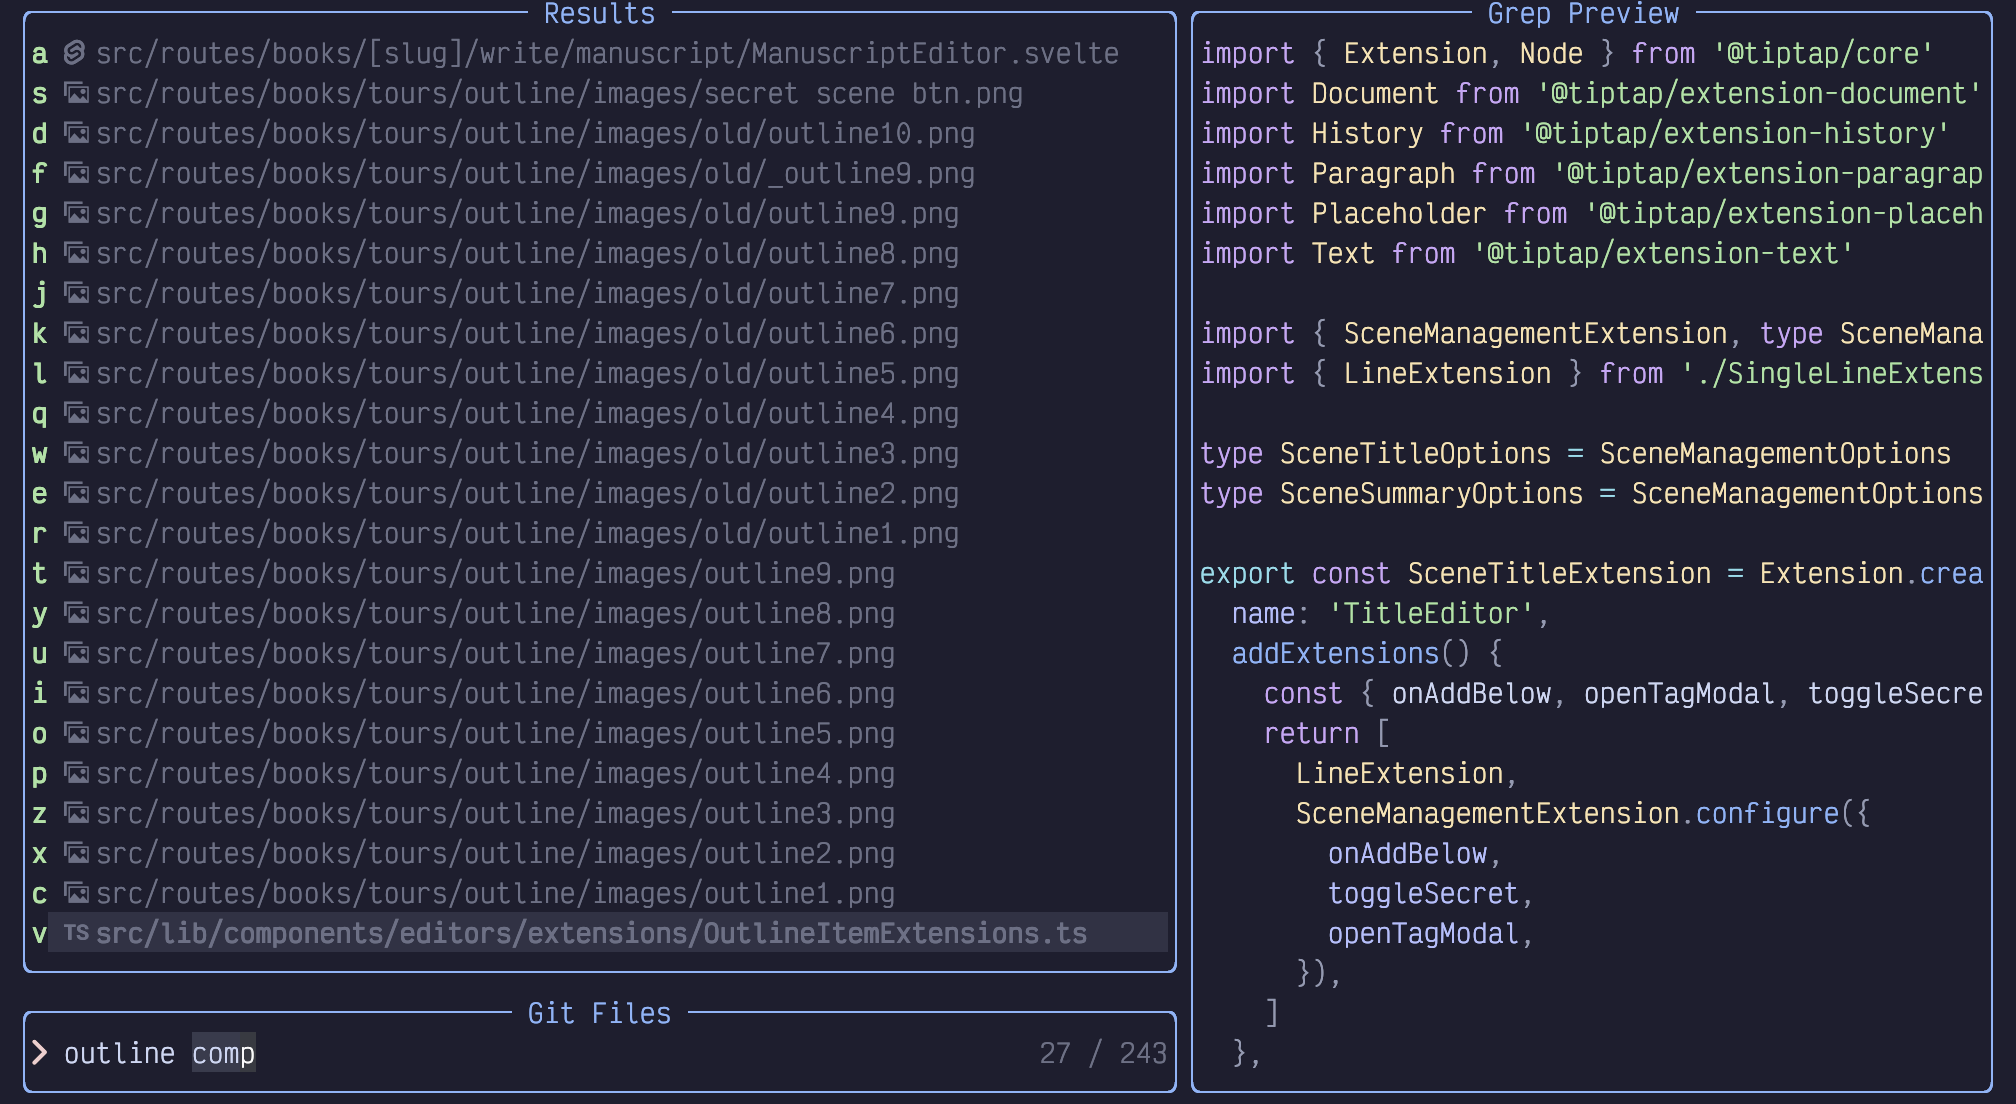 Results
a src/routes/books/[slug]/write/manuscript/ManuscriptEditor.svelte
s src/routes/books/tours/outline/images/secret scene btn.png
d src/routes/books/tours/outline/images/old/outline10.png
f src/routes/books/tours/outline/images/old/_outline9.png
g src/routes/books/tours/outline/images/old/outline9.png
h src/routes/books/tours/outline/images/old/outline8.png
j src/routes/books/tours/outline/images/old/outline7.png
k src/routes/books/tours/outline/images/old/outline6.png
l src/routes/books/tours/outline/images/old/outline5.png
q src/routes/books/tours/outline/images/old/outline4.png
w src/routes/books/tours/outline/images/old/outline3.png
e src/routes/books/tours/outline/images/old/outline2.png
r src/routes/books/tours/outline/images/old/outline1.png
t src/routes/books/tours/outline/images/outline9.png
y src/routes/books/tours/outline/images/outline8.png
u src/routes/books/tours/outline/images/outline7.png
i src/routes/books/tours/outline/images/outline6.png
o src/routes/books/tours/outline/images/outline5.png
p src/routes/books/tours/outline/images/outline4.png
z src/routes/books/tours/outline/images/outline3.png
x src/routes/books/tours/outline/images/outline2.png
c src/routes/books/tours/outline/images/outline1.png
v TS src/lib/components/editors/extensions/OutlineItemExtensions.ts
Git Files
> outline comp 27 / 243
Grep Preview
import { Extension, Node } from '@tiptap/core'
import Document from '@tiptap/extension-document'
import History from '@tiptap/extension-history'
import Paragraph from '@tiptap/extension-paragrap
import Placeholder from '@tiptap/extension-placeh
import Text from '@tiptap/extension-text'
import { SceneManagementExtension, type SceneMana
import { LineExtension } from './SingleLineExtens
type SceneTitleOptions = SceneManagementOptions
type SceneSummaryOptions = SceneManagementOptions
export const SceneTitleExtension = Extension.crea
name: 'TitleEditor',
addExtensions() {
const { onAddBelow, openTagModal, toggleSecre
return [
LineExtension,
SceneManagementExtension.configure({
onAddBelow,
toggleSecret,
openTagModal,
}),
]
},